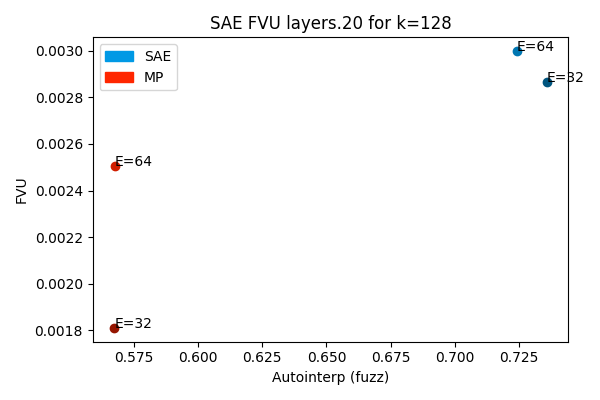 SAE FVU layers.20 for k=128
SAE
MP
E=64
E=32
E=64
E=32
0.0030
0.0028
0.0026
0.0024
0.0022
0.0020
0.0018
FVU
0.575 0.600 0.625 0.650 0.675 0.700 0.725
Autointerp (fuzz)